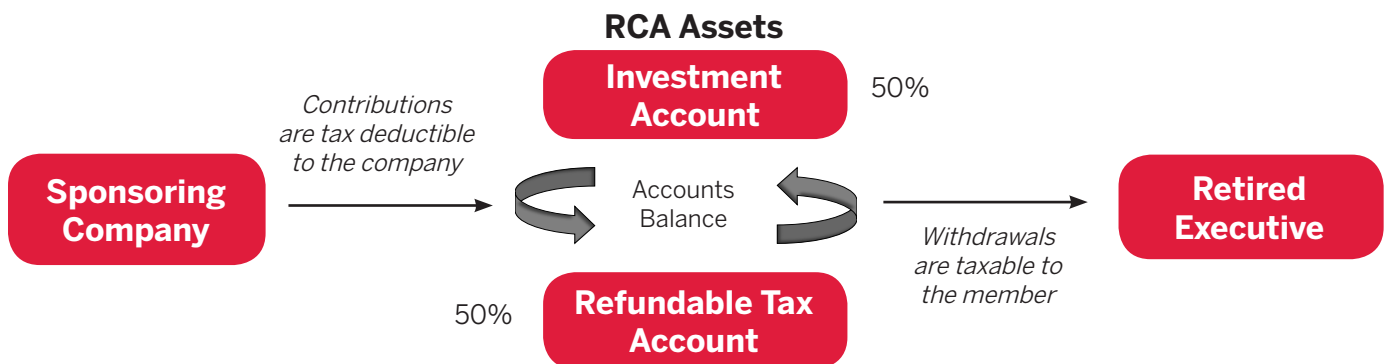 RCA Assets
Investment
Account
50%
Contributions
are tax deductible
to the company
Sponsoring
Company
Accounts
Balance
Retired
Executive
Withdrawals
are taxable to
the member
50%
Refundable Tax
Account